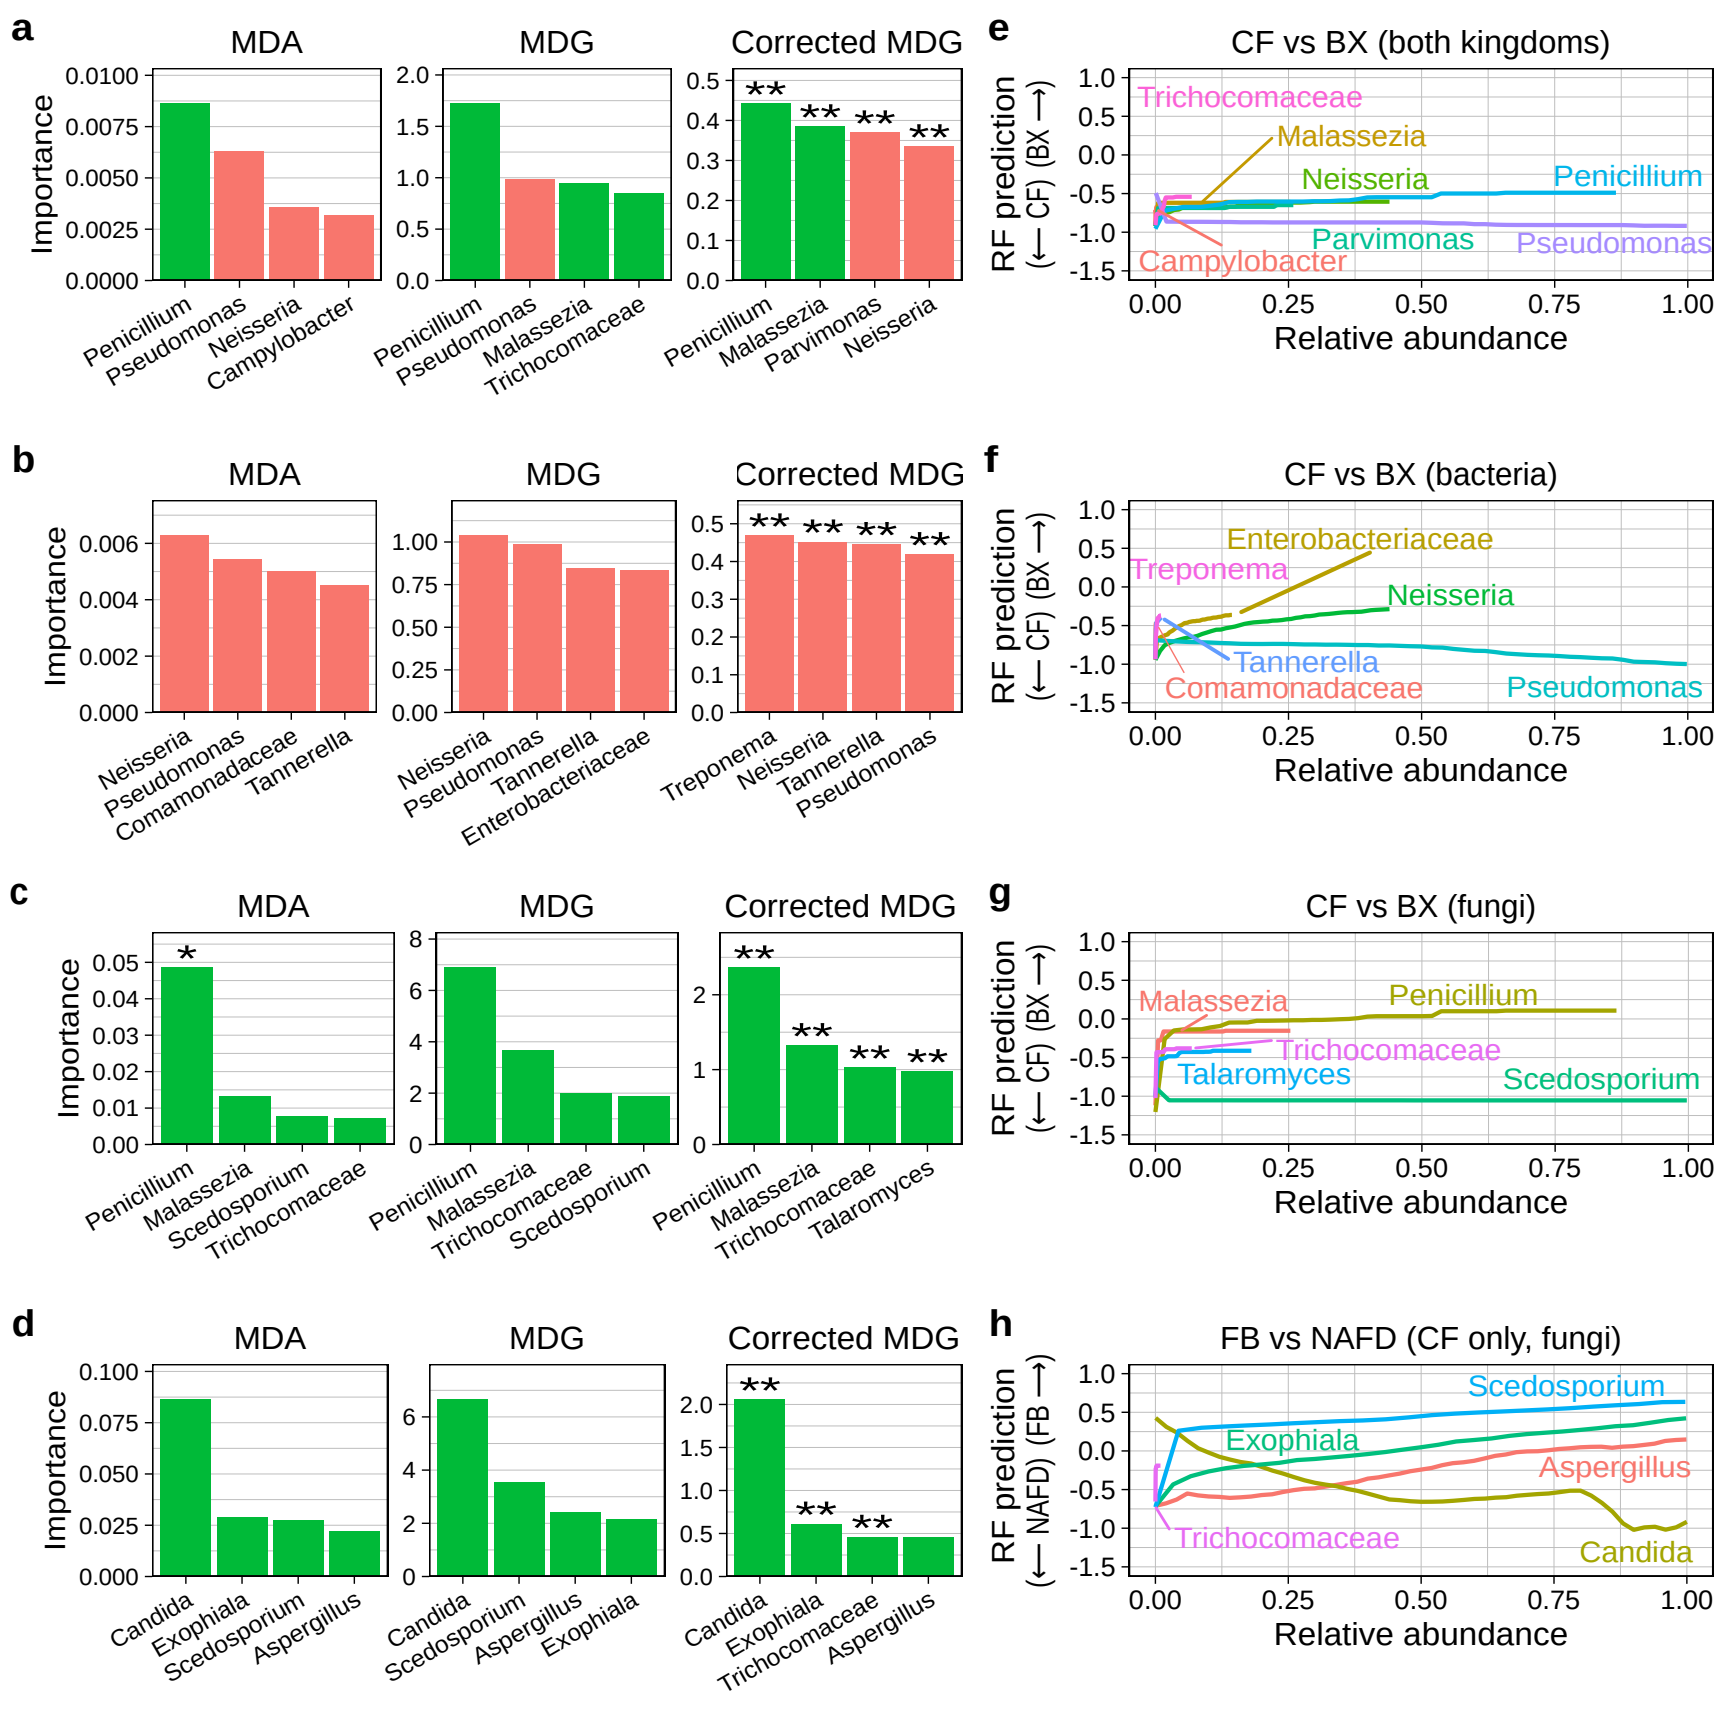 a
MDA
MDG
Corrected MDG
Importance
0.0100
0.0075
0.0050
0.0025
0.0000
Penicillium
Pseudomonas
Neisseria
Campylobacter
2.0
1.5
1.0
0.5
0.0
Penicillium
Pseudomonas
Malassezia
Trichocomaceae
0.5
0.4
0.3
0.2
0.1
0.0
** ** ** **
Penicillium
Malassezia
Parvimonas
Neisseria
e
CF vs BX (both kingdoms)
RF prediction
(← CF) (BX →)
1.0
0.5
0.0
-0.5
-1.0
-1.5
Trichocomaceae
Malassezia
Neisseria
Penicillium
Parvimonas
Pseudomonas
Campylobacter
0.00 0.25 0.50 0.75 1.00
Relative abundance
b
MDA
MDG
Corrected MDG
Importance
0.006
0.004
0.002
0.000
Neisseria
Pseudomonas
Comamonadaceae
Tannerella
1.00
0.75
0.50
0.25
0.00
Neisseria
Pseudomonas
Tannerella
Enterobacteriaceae
0.5
0.4
0.3
0.2
0.1
0.0
** ** ** **
Treponema
Neisseria
Tannerella
Pseudomonas
f
CF vs BX (bacteria)
RF prediction
(← CF) (BX →)
1.0
0.5
0.0
-0.5
-1.0
-1.5
Enterobacteriaceae
Treponema
Neisseria
Tannerella
Comamonadaceae
Pseudomonas
0.00 0.25 0.50 0.75 1.00
Relative abundance
c
MDA
MDG
Corrected MDG
Importance
0.05
0.04
0.03
0.02
0.01
0.00
*
Penicillium
Malassezia
Scedosporium
Trichocomaceae
8
6
4
2
0
Penicillium
Malassezia
Trichocomaceae
Scedosporium
2
1
0
** ** ** **
Penicillium
Malassezia
Trichocomaceae
Talaromyces
g
CF vs BX (fungi)
RF prediction
(← CF) (BX →)
1.0
0.5
0.0
-0.5
-1.0
-1.5
Malassezia
Penicillium
Trichocomaceae
Talaromyces
Scedosporium
0.00 0.25 0.50 0.75 1.00
Relative abundance
d
MDA
MDG
Corrected MDG
Importance
0.100
0.075
0.050
0.025
0.000
Candida
Exophiala
Scedosporium
Aspergillus
6
4
2
0
Candida
Scedosporium
Aspergillus
Exophiala
2.0
1.5
1.0
0.5
0.0
** ** **
Candida
Exophiala
Trichocomaceae
Aspergillus
h
FB vs NAFD (CF only, fungi)
RF prediction
(← NAFD) (FB →)
1.0
0.5
0.0
-0.5
-1.0
-1.5
Scedosporium
Exophiala
Aspergillus
Trichocomaceae
Candida
0.00 0.25 0.50 0.75 1.00
Relative abundance